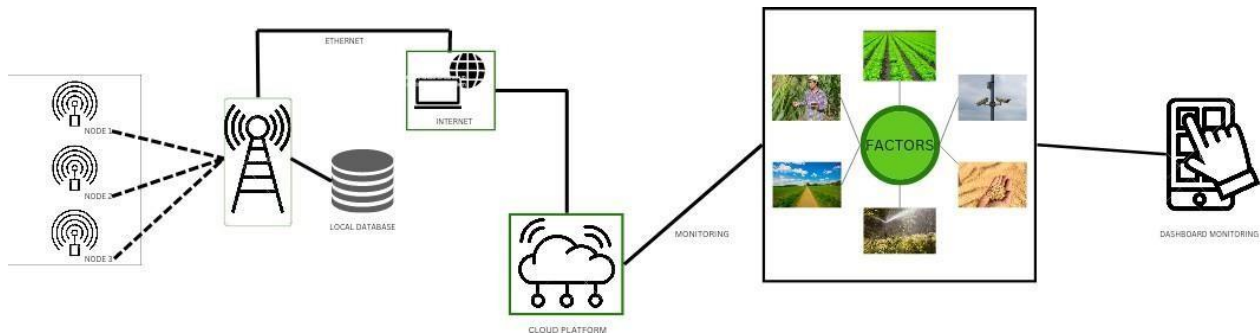 ETHERNET
INTERNET
NODE 1
NODE 2
NODE 3
LOCAL DATABASE
CLOUD PLATFORM
MONITORING
FACTORS
DASHBOARD MONITORING